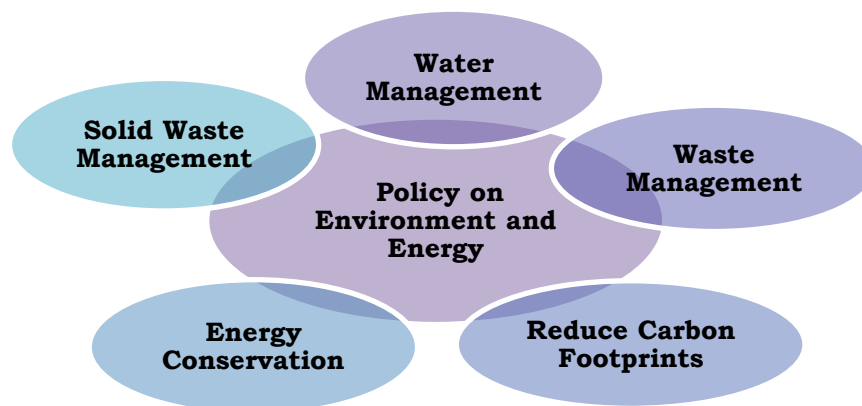 Water
Management
Solid Waste
Management
Waste
Management
Policy on
Environment and
Energy
Energy
Conservation
Reduce Carbon
Footprints